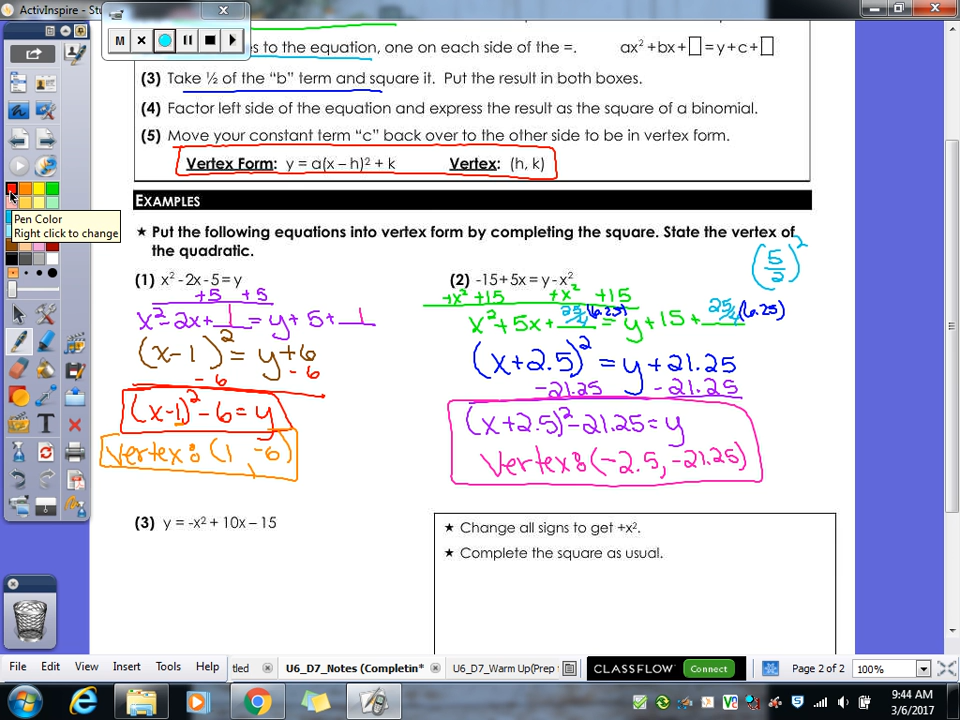 ActivInspire - Stu
M
es to the equation, one on each side of the =. ax² +bx+□ = y + c + □
(3) Take ½ of the "b" term and square it. Put the result in both boxes.
(4) Factor left side of the equation and express the result as the square of a binomial.
(5) Move your constant term "c" back over to the other side to be in vertex form.
Vertex Form: y = a(x – h)² + k Vertex: (h, k)
EXAMPLES
Pen Color
Right click to change
★ Put the following equations into vertex form by completing the square. State the vertex of
the quadratic.
(5/2)²
(1) x² - 2x - 5 = y
+5 +5
x² - 2x + 1 = y + 5 + 1
(x - 1)² = y + 6
- 6 - 6
(x-1)² - 6 = y
Vertex: (1, -6)
(2) -15 + 5x = y - x²
+x² +15 +x² +15
x² + 5x + 25/4 (6.25) = y + 15 + 25/4 (6.25)
(x + 2.5)² = y + 21.25
-21.25 - 21.25
(x + 2.5)² - 21.25 = y
Vertex: (-2.5, -21.25)
(3) y = -x² + 10x – 15
★ Change all signs to get +x².
★ Complete the square as usual.
File Edit View Insert Tools Help
tled U6_D7_Notes (Completin* U6_D7_Warm Up(Prep CLASSFLOW Connect Page 2 of 2 100%
9:44 AM
3/6/2017